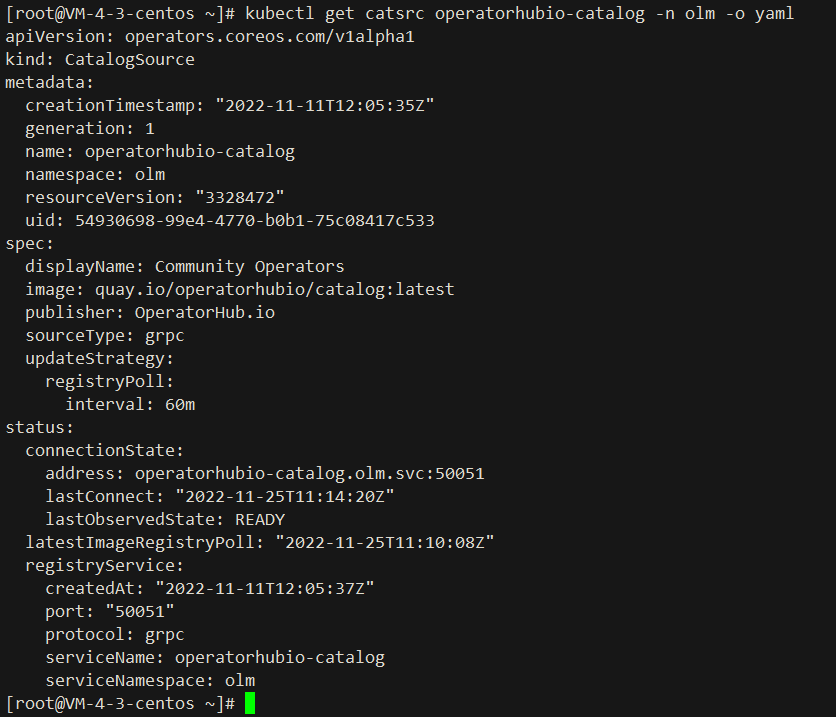 [root@VM-4-3-centos ~]# kubectl get catsrc operatorhubio-catalog -n olm -o yaml
apiVersion: operators.coreos.com/v1alpha1
kind: CatalogSource
metadata:
  creationTimestamp: "2022-11-11T12:05:35Z"
  generation: 1
  name: operatorhubio-catalog
  namespace: olm
  resourceVersion: "3328472"
  uid: 54930698-99e4-4770-b0b1-75c08417c533
spec:
  displayName: Community Operators
  image: quay.io/operatorhubio/catalog:latest
  publisher: OperatorHub.io
  sourceType: grpc
  updateStrategy:
    registryPoll:
      interval: 60m
status:
  connectionState:
    address: operatorhubio-catalog.olm.svc:50051
    lastConnect: "2022-11-25T11:14:20Z"
    lastObservedState: READY
  latestImageRegistryPoll: "2022-11-25T11:10:08Z"
  registryService:
    createdAt: "2022-11-11T12:05:37Z"
    port: "50051"
    protocol: grpc
    serviceName: operatorhubio-catalog
    serviceNamespace: olm
[root@VM-4-3-centos ~]#